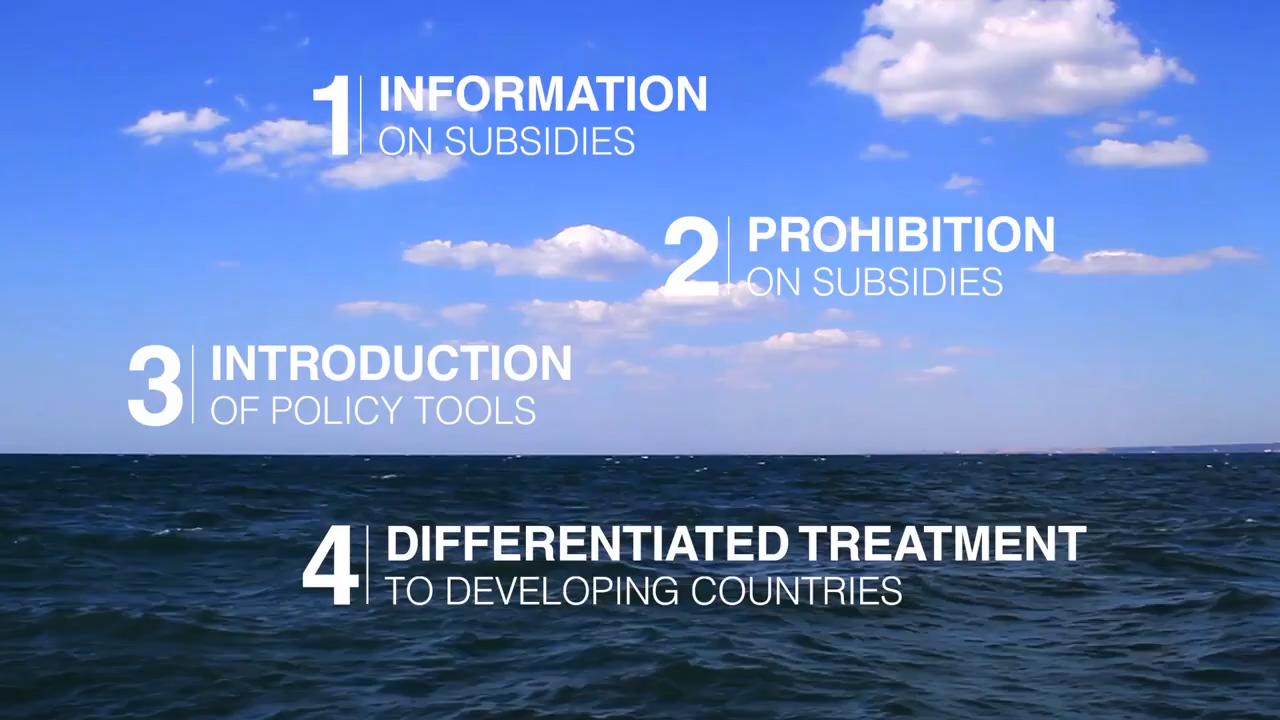 1 INFORMATION
ON SUBSIDIES
2 PROHIBITION
ON SUBSIDIES
3 INTRODUCTION
OF POLICY TOOLS
4 DIFFERENTIATED TREATMENT
TO DEVELOPING COUNTRIES